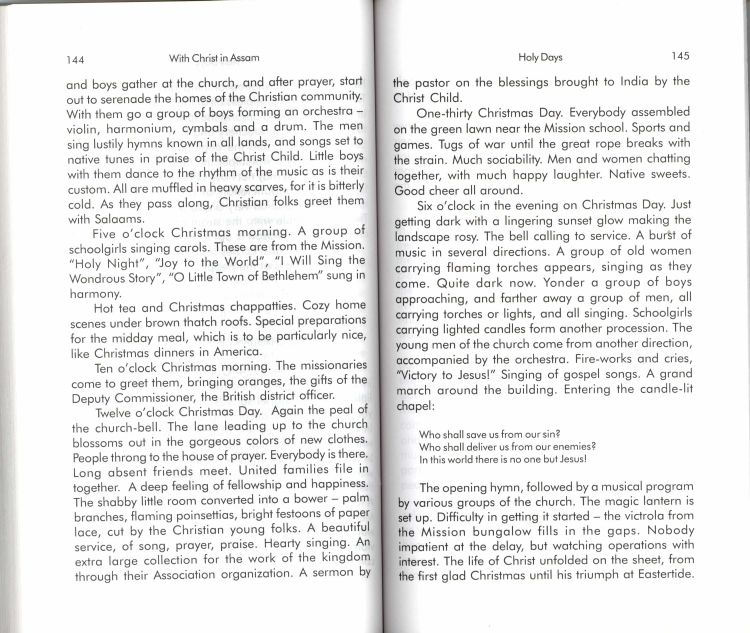 144
With Christ in Assam
and boys gather at the church, and after prayer, start
out to serenade the homes of the Christian community.
With them go a group of boys forming an orchestra –
violin, harmonium, cymbals and a drum. The men
sing lustily hymns known in all lands, and songs set to
native tunes in praise of the Christ Child. Little boys
with them dance to the rhythm of the music as is their
custom. All are muffled in heavy scarves, for it is bitterly
cold. As they pass along, Christian folks greet them
with Salaams.
Five o'clock Christmas morning. A group of
schoolgirls singing carols. These are from the Mission.
"Holy Night", "Joy to the World", "I Will Sing the
Wondrous Story", "O Little Town of Bethlehem" sung in
harmony.
Hot tea and Christmas chappatties. Cozy home
scenes under brown thatch roofs. Special preparations
for the midday meal, which is to be particularly nice,
like Christmas dinners in America.
Ten o'clock Christmas morning. The missionaries
come to greet them, bringing oranges, the gifts of the
Deputy Commissioner, the British district officer.
Twelve o'clock Christmas Day. Again the peal of
the church-bell. The lane leading up to the church
blossoms out in the gorgeous colors of new clothes.
People throng to the house of prayer. Everybody is there.
Long absent friends meet. United families file in
together. A deep feeling of fellowship and happiness.
The shabby little room converted into a bower – palm
branches, flaming poinsettias, bright festoons of paper
lace, cut by the Christian young folks. A beautiful
service, of song, prayer, praise. Hearty singing. An
extra large collection for the work of the kingdom
through their Association organization. A sermon by
Holy Days
145
the pastor on the blessings brought to India by the
Christ Child.
One-thirty Christmas Day. Everybody assembled
on the green lawn near the Mission school. Sports and
games. Tugs of war until the great rope breaks with
the strain. Much sociability. Men and women chatting
together, with much happy laughter. Native sweets.
Good cheer all around.
Six o'clock in the evening on Christmas Day. Just
getting dark with a lingering sunset glow making the
landscape rosy. The bell calling to service. A burst of
music in several directions. A group of old women
carrying flaming torches appears, singing as they
come. Quite dark now. Yonder a group of boys
approaching, and farther away a group of men, all
carrying torches or lights, and all singing. Schoolgirls
carrying lighted candles form another procession. The
young men of the church come from another direction,
accompanied by the orchestra. Fire-works and cries,
"Victory to Jesus!" Singing of gospel songs. A grand
march around the building. Entering the candle-lit
chapel:
Who shall save us from our sin?
Who shall deliver us from our enemies?
In this world there is no one but Jesus!
The opening hymn, followed by a musical program
by various groups of the church. The magic lantern is
set up. Difficulty in getting it started – the victrola from
the Mission bungalow fills in the gaps. Nobody
impatient at the delay, but watching operations with
interest. The life of Christ unfolded on the sheet, from
the first glad Christmas until his triumph at Eastertide.